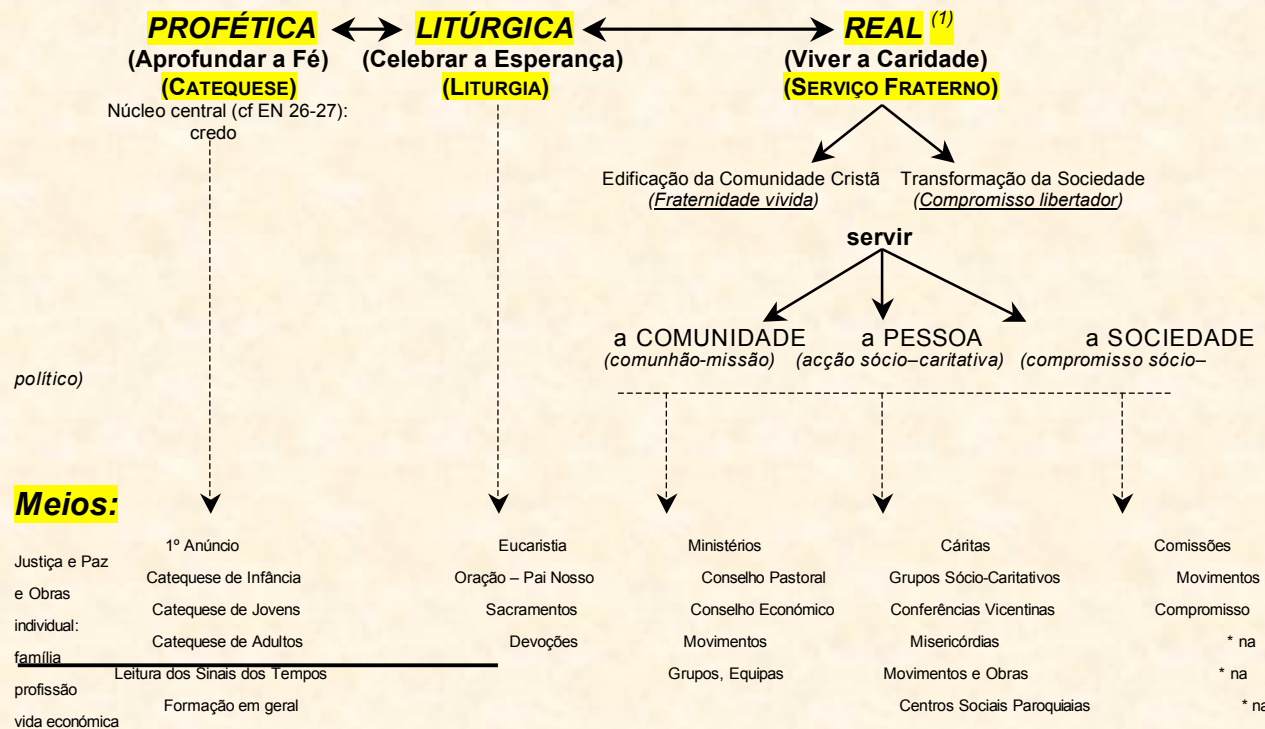 PROFÉTICA LITÚRGICA REAL (1)
(Aprofundar a Fé) (Celebrar a Esperança) (Viver a Caridade)
(CATEQUESE) (LITURGIA) (SERVIÇO FRATERNO)
Núcleo central (cf EN 26-27):
credo
Edificação da Comunidade Cristã Transformação da Sociedade
(Fraternidade vivida) (Compromisso libertador)
servir
a COMUNIDADE a PESSOA a SOCIEDADE
(comunhão-missão) (acção sócio–caritativa) (compromisso sócio–
político)
Meios:
1º Anúncio Eucaristia Ministérios Cáritas Comissões
Justiça e Paz
Catequese de Infância Oração – Pai Nosso Conselho Pastoral Grupos Sócio-Caritativos Movimentos
e Obras
Catequese de Jovens Sacramentos Conselho Económico Conferências Vicentinas Compromisso
individual:
Catequese de Adultos Devoções Movimentos Misericórdias * na
família
Leitura dos Sinais dos Tempos Grupos, Equipas Movimentos e Obras * na
profissão
Formação em geral Centros Sociais Paroquiaias * na
vida económica